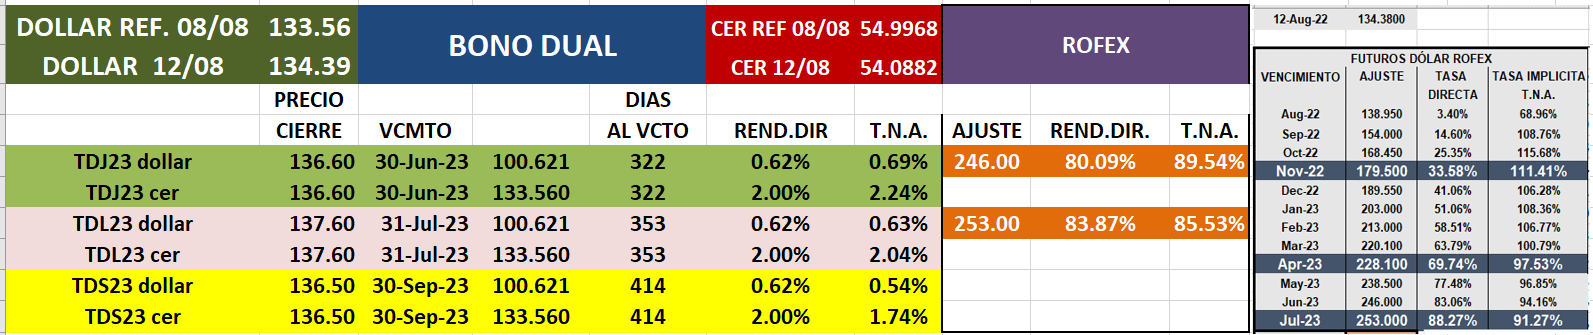 DOLLAR REF. 08/08 133.56 BONO DUAL CER REF 08/08 54.9968 ROFEX
DOLLAR 12/08 134.39 CER 12/08 54.0882
PRECIO DIAS
CIERRE VCMTO AL VCTO REND.DIR T.N.A. AJUSTE REND.DIR. T.N.A.
TDJ23 dollar 136.60 30-Jun-23 100.621 322 0.62% 0.69% 246.00 80.09% 89.54%
TDJ23 cer 136.60 30-Jun-23 133.560 322 2.00% 2.24%
TDL23 dollar 137.60 31-Jul-23 100.621 353 0.62% 0.63% 253.00 83.87% 85.53%
TDL23 cer 137.60 31-Jul-23 133.560 353 2.00% 2.04%
TDS23 dollar 136.50 30-Sep-23 100.621 414 0.62% 0.54%
TDS23 cer 136.50 30-Sep-23 133.560 414 2.00% 1.74%
12-Aug-22 134.3800
FUTUROS DÓLAR ROFEX
VENCIMIENTO AJUSTE TASA TASA IMPLICITA
DIRECTA T.N.A.
Aug-22 138.950 3.40% 68.96%
Sep-22 154.000 14.60% 108.76%
Oct-22 168.450 25.35% 115.68%
Nov-22 179.500 33.58% 111.41%
Dec-22 189.550 41.06% 106.28%
Jan-23 203.000 51.06% 108.36%
Feb-23 213.000 58.51% 106.77%
Mar-23 220.100 63.79% 100.79%
Apr-23 228.100 69.74% 97.53%
May-23 238.500 77.48% 96.85%
Jun-23 246.000 83.06% 94.16%
Jul-23 253.000 88.27% 91.27%